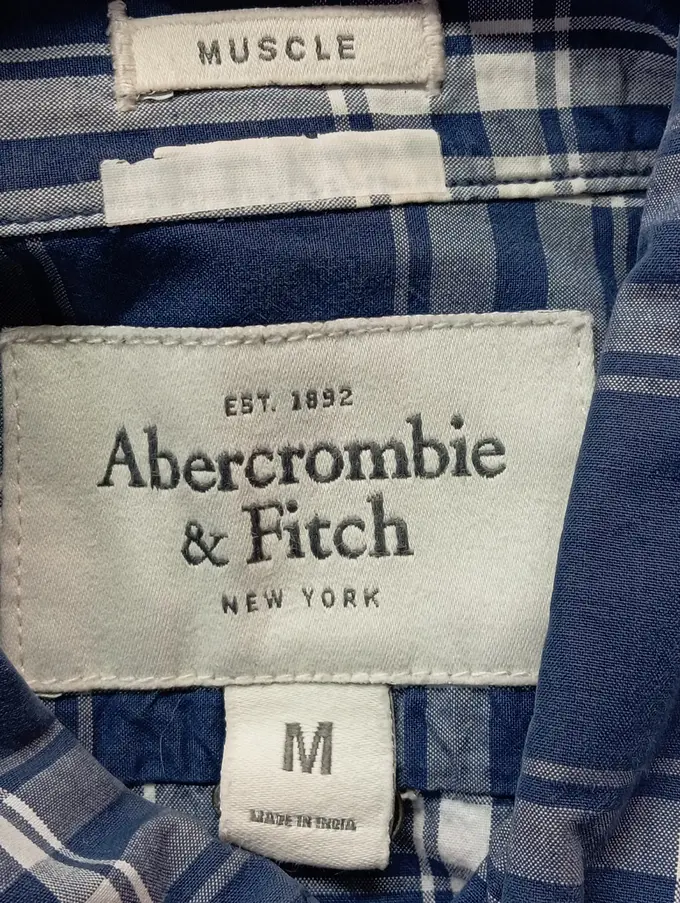 MUSCLE
EST. 1892
Abercrombie
& Fitch
NEW YORK
M
MADE IN INDIA